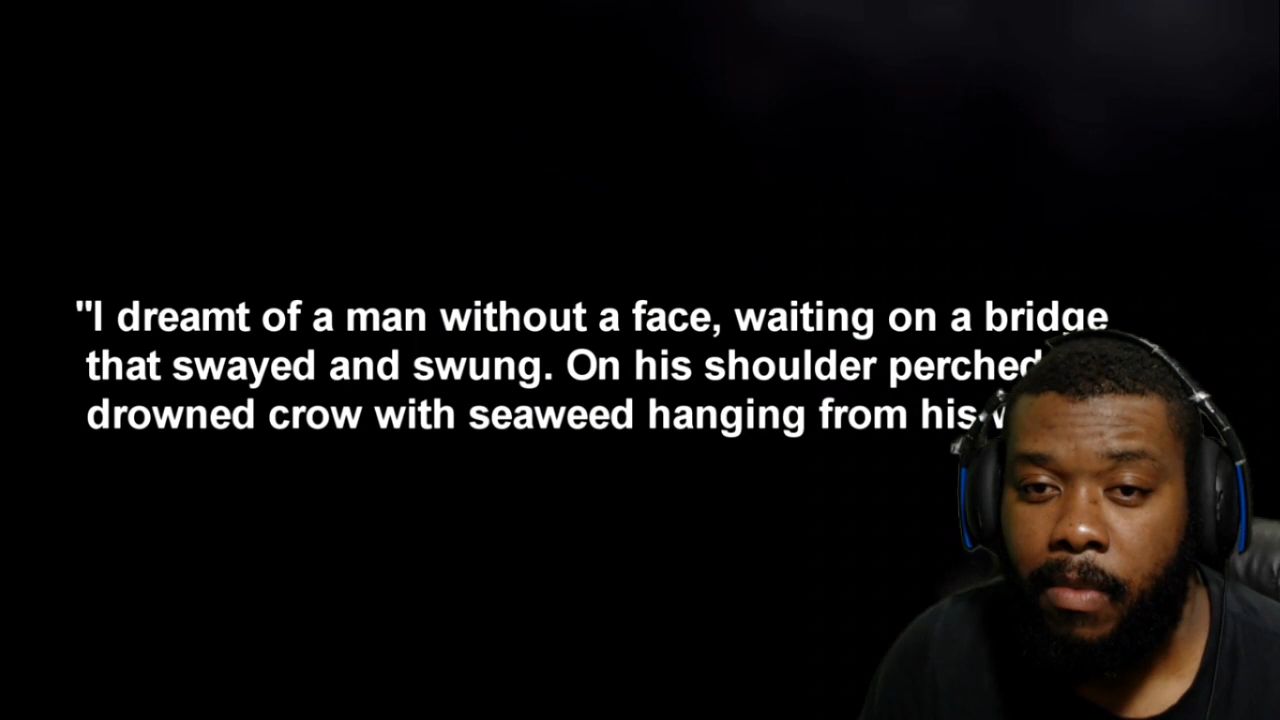 "I dreamt of a man without a face, waiting on a bridge
that swayed and swung. On his shoulder perched
drowned crow with seaweed hanging from his